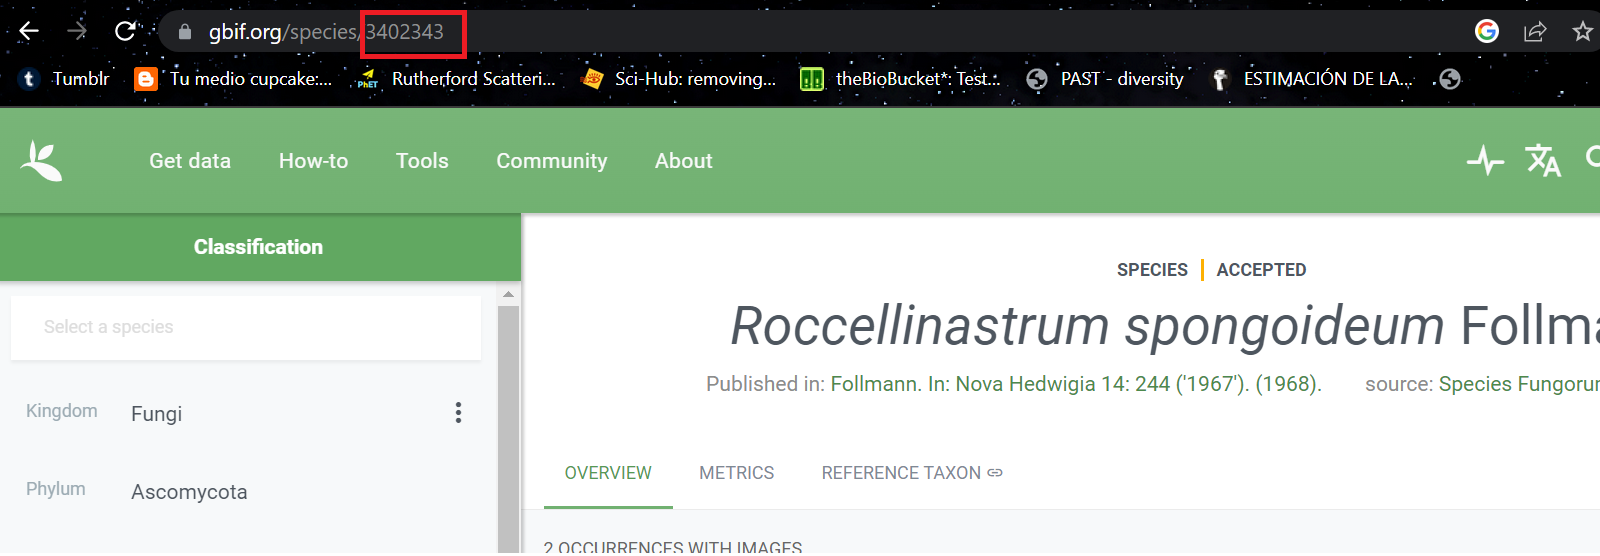 gbif.org/species/3402343
Tumblr Tu medio cupcake:... PhET Rutherford Scatteri... Sci-Hub: removing... theBioBucket*: Test... PAST - diversity ESTIMACIÓN DE LA...
Get data How-to Tools Community About
Classification
Select a species
Kingdom Fungi
Phylum Ascomycota
SPECIES | ACCEPTED
Roccellinastrum spongoideum Follma
Published in: Follmann. In: Nova Hedwigia 14: 244 ('1967'). (1968). source: Species Fungorum
OVERVIEW METRICS REFERENCE TAXON
2 OCCURRENCES WITH IMAGES